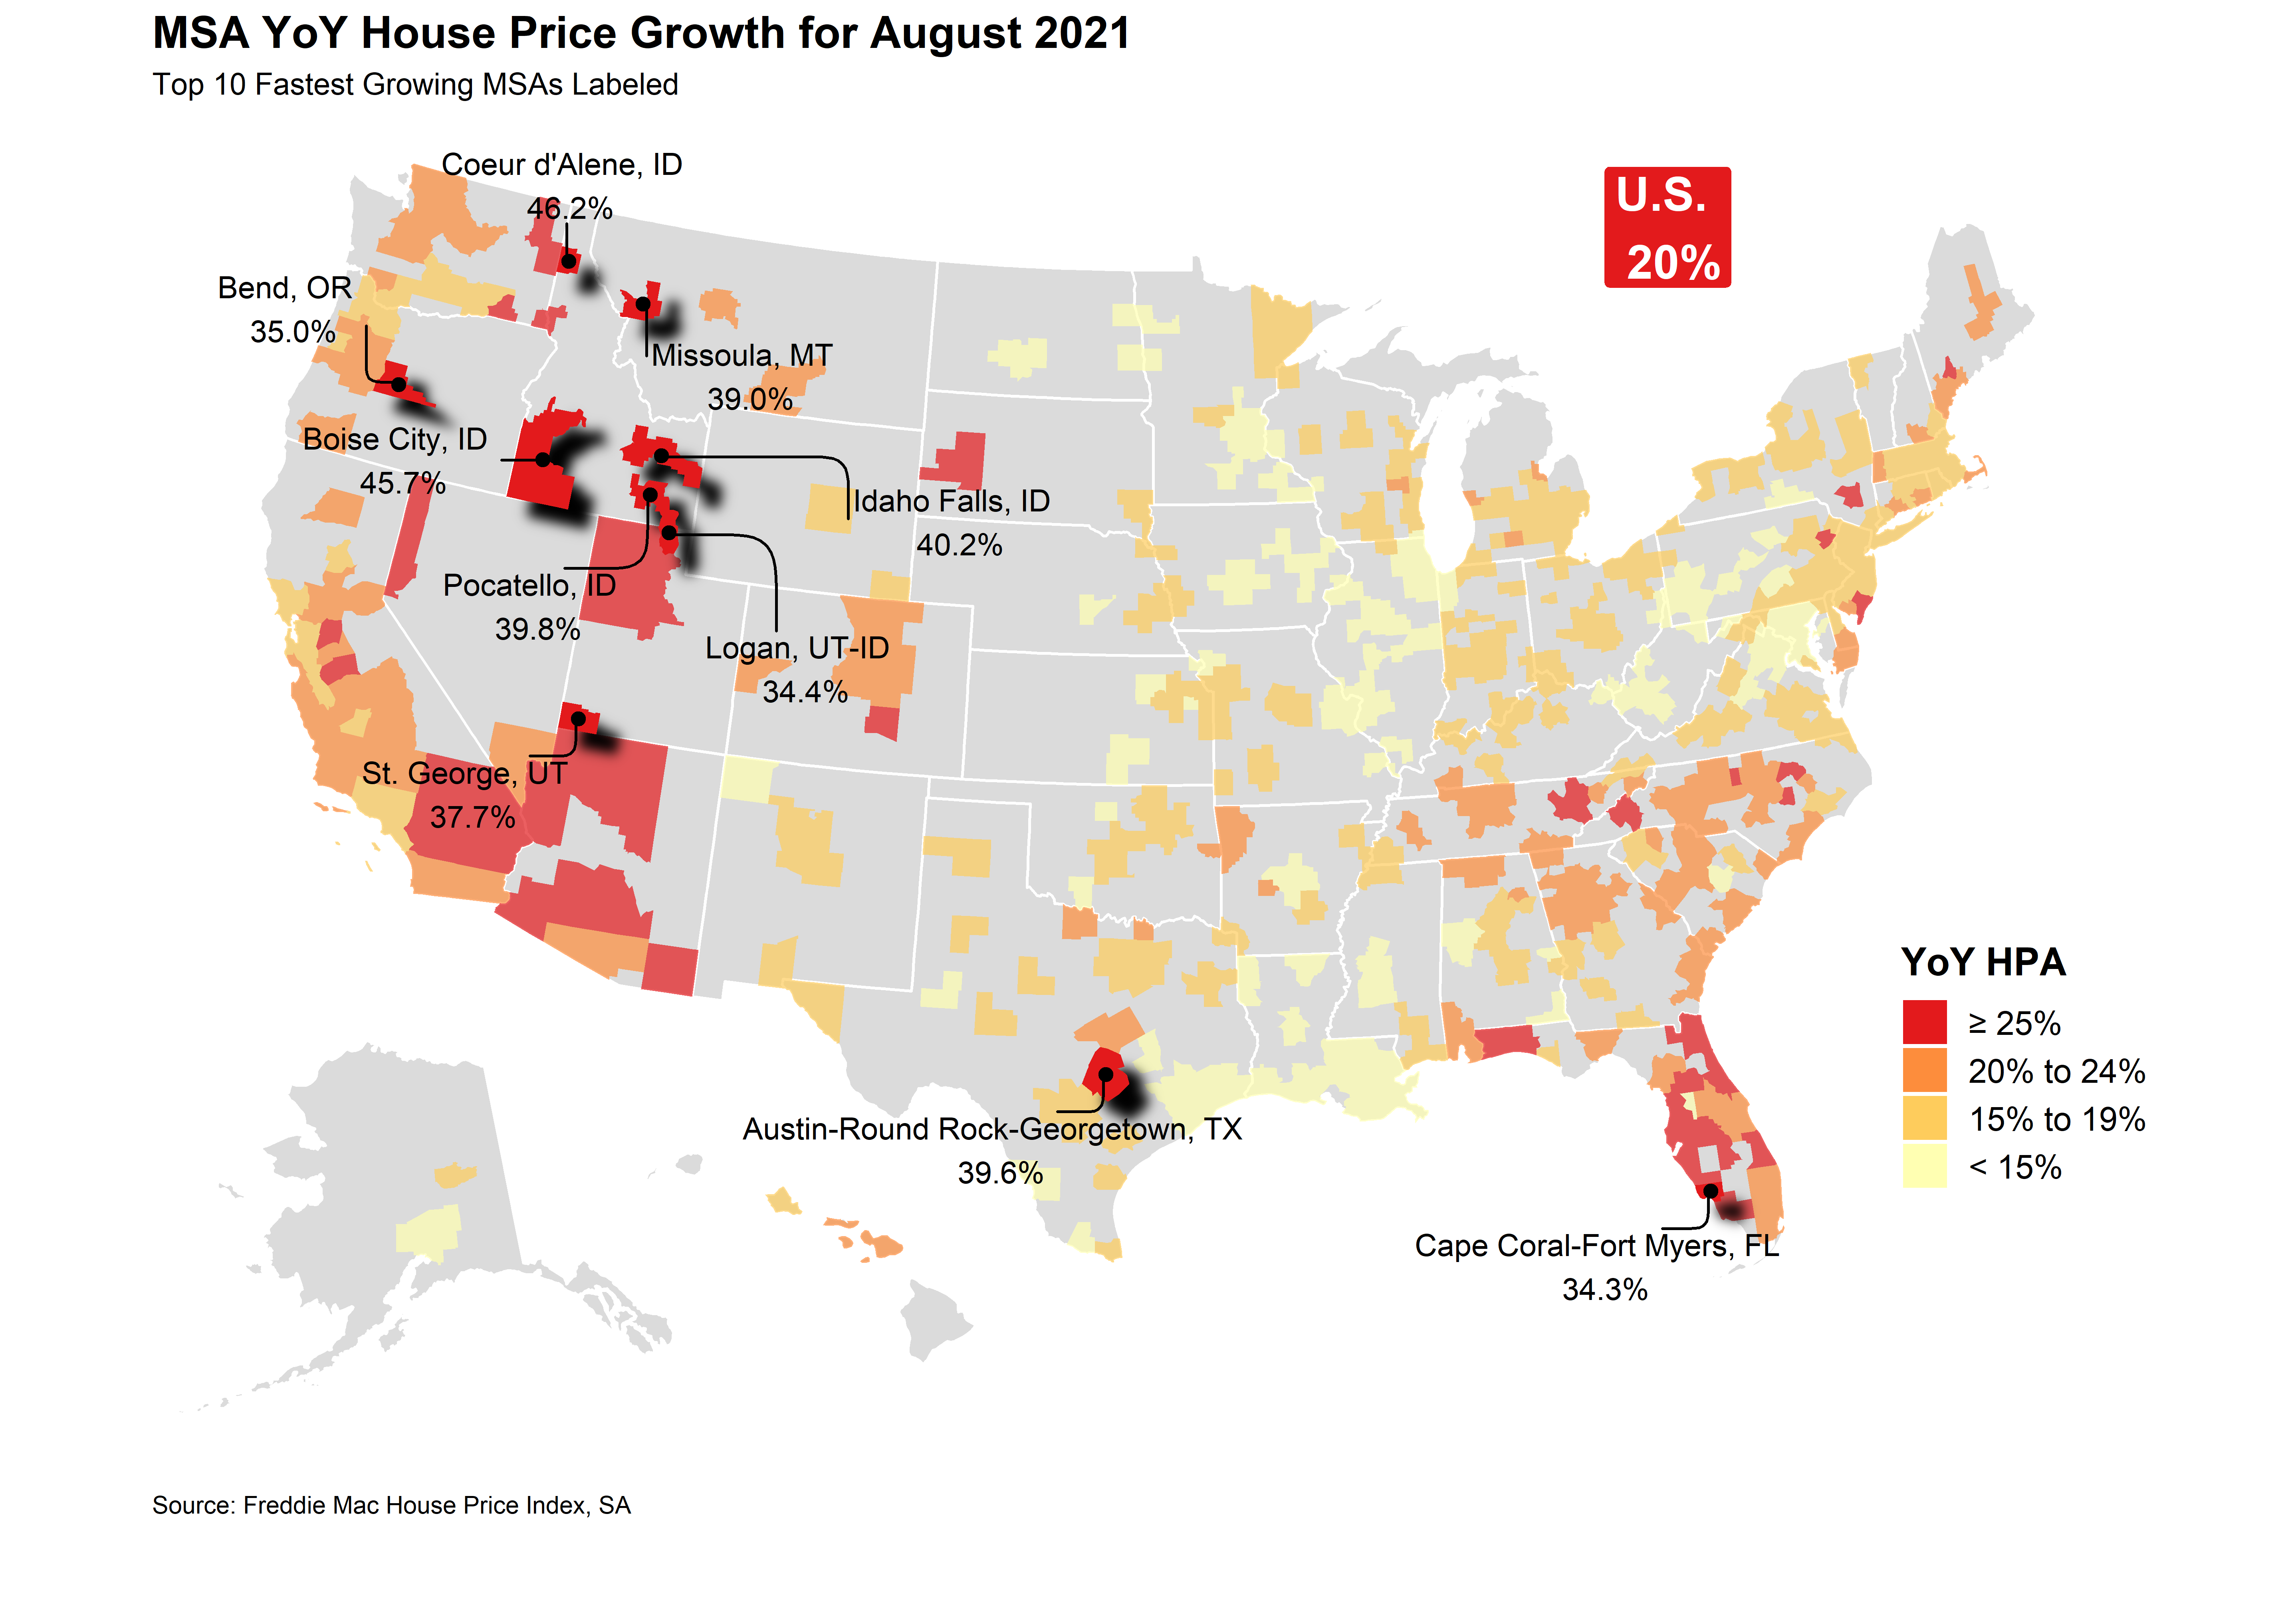 MSA YoY House Price Growth for August 2021
Top 10 Fastest Growing MSAs Labeled
Coeur d'Alene, ID
46.2%
U.S.
20%
Bend, OR
35.0%
Missoula, MT
39.0%
Boise City, ID
45.7%
Idaho Falls, ID
40.2%
Pocatello, ID
39.8%
Logan, UT-ID
34.4%
St. George, UT
37.7%
Austin-Round Rock-Georgetown, TX
39.6%
Cape Coral-Fort Myers, FL
34.3%
YoY HPA
≥ 25%
20% to 24%
15% to 19%
< 15%
Source: Freddie Mac House Price Index, SA